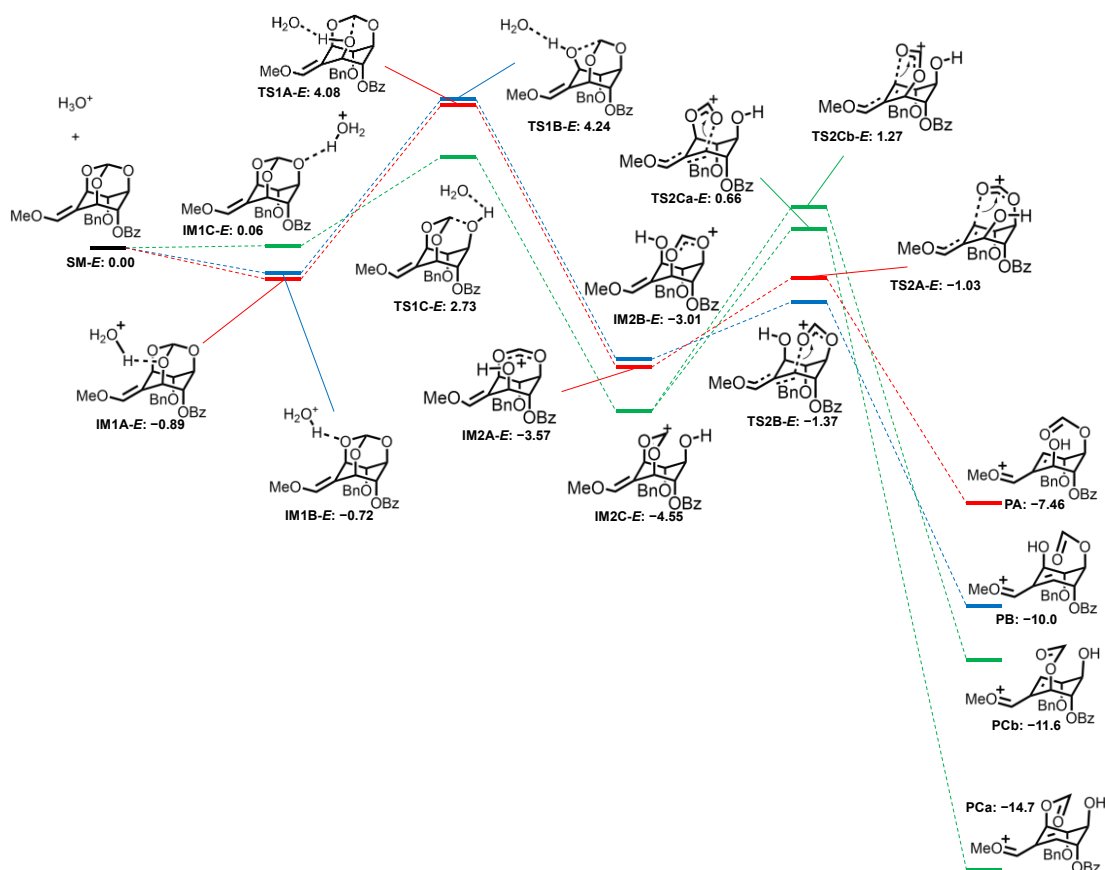 H₃O⁺
+
MeO
BnO
OBz
SM-E: 0.00
OH₂
+
H
O
O
O
MeO
BnO
OBz
IM1C-E: 0.06
H₂O
H
O
O
O
MeO
BnO
OBz
TS1A-E: 4.08
H₂O
H
O
O
O
MeO
BnO
OBz
TS1B-E: 4.24
H₂O
H
O
O
O
MeO
BnO
OBz
TS1C-E: 2.73
+
O
O
O-H
MeO
BnO
OBz
TS2Ca-E: 0.66
+
O
O
O-H
MeO
BnO
OBz
TS2Cb-E: 1.27
+
O
O
O
H
MeO
BnO
OBz
TS2A-E: −1.03
HO
O
O
+
MeO
BnO
OBz
IM2B-E: −3.01
+
H₂O
H
O
O
O
MeO
BnO
OBz
IM1A-E: −0.89
H₂O
+
H
O
O
O
MeO
BnO
OBz
IM1B-E: −0.72
O
O
HO
+
MeO
BnO
OBz
IM2A-E: −3.57
+
O
O
O-H
MeO
BnO
OBz
IM2C-E: −4.55
HO
+
O
O
MeO
BnO
OBz
TS2B-E: −1.37
O
O
OH
+
MeO
BnO
OBz
PA: −7.46
HO
O
O
+
MeO
BnO
OBz
PB: −10.0
O
O
OH
+
MeO
BnO
OBz
PCb: −11.6
PCa: −14.7
O
O
OH
+
MeO
BnO
OBz